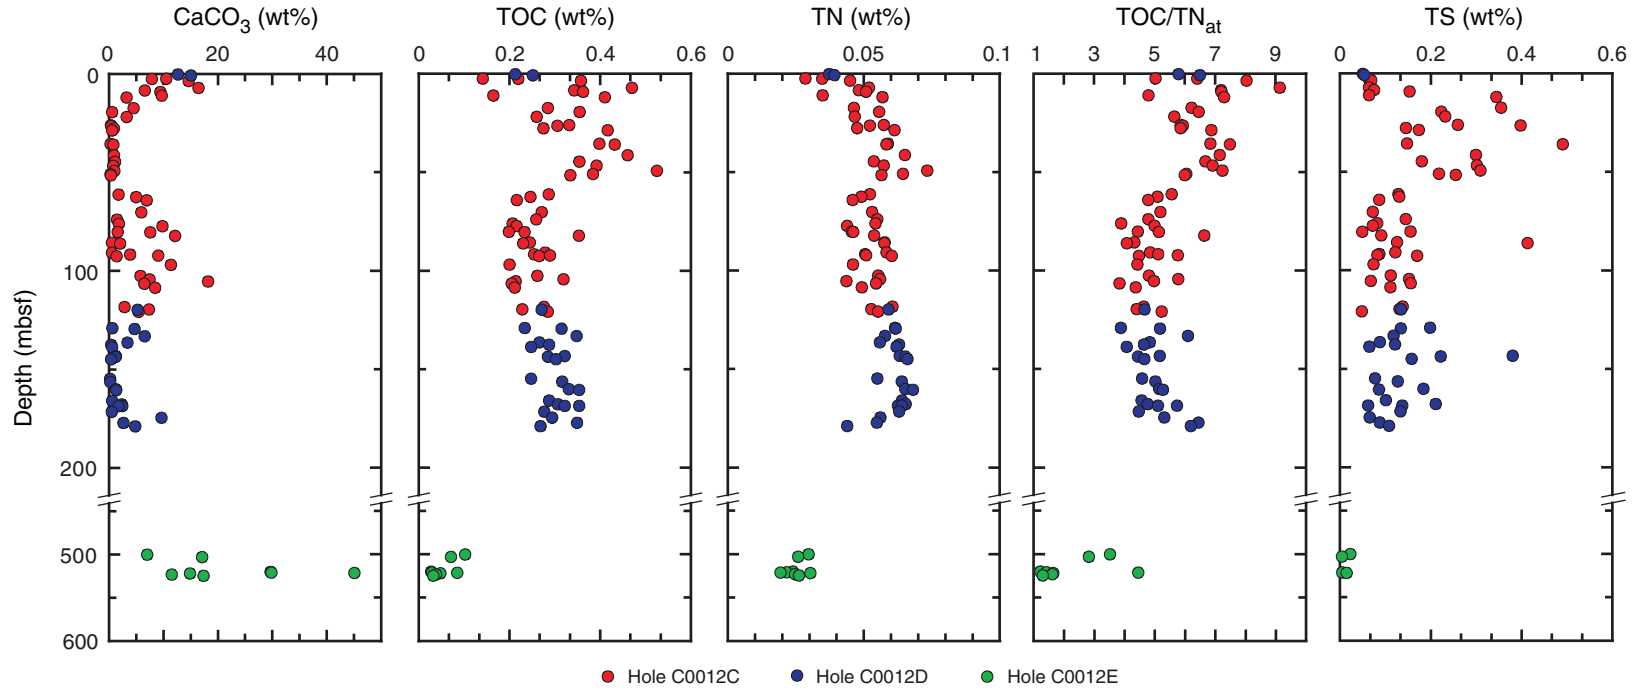 CaCO3 (wt%) TOC (wt%) TN (wt%) TOC/TNat TS (wt%)
0 20 40 0 0.2 0.4 0.6 0 0.05 0.1 1 3 5 7 9 0 0.2 0.4 0.6
0
100
200
500
600
Depth (mbsf)
Hole C0012C Hole C0012D Hole C0012E